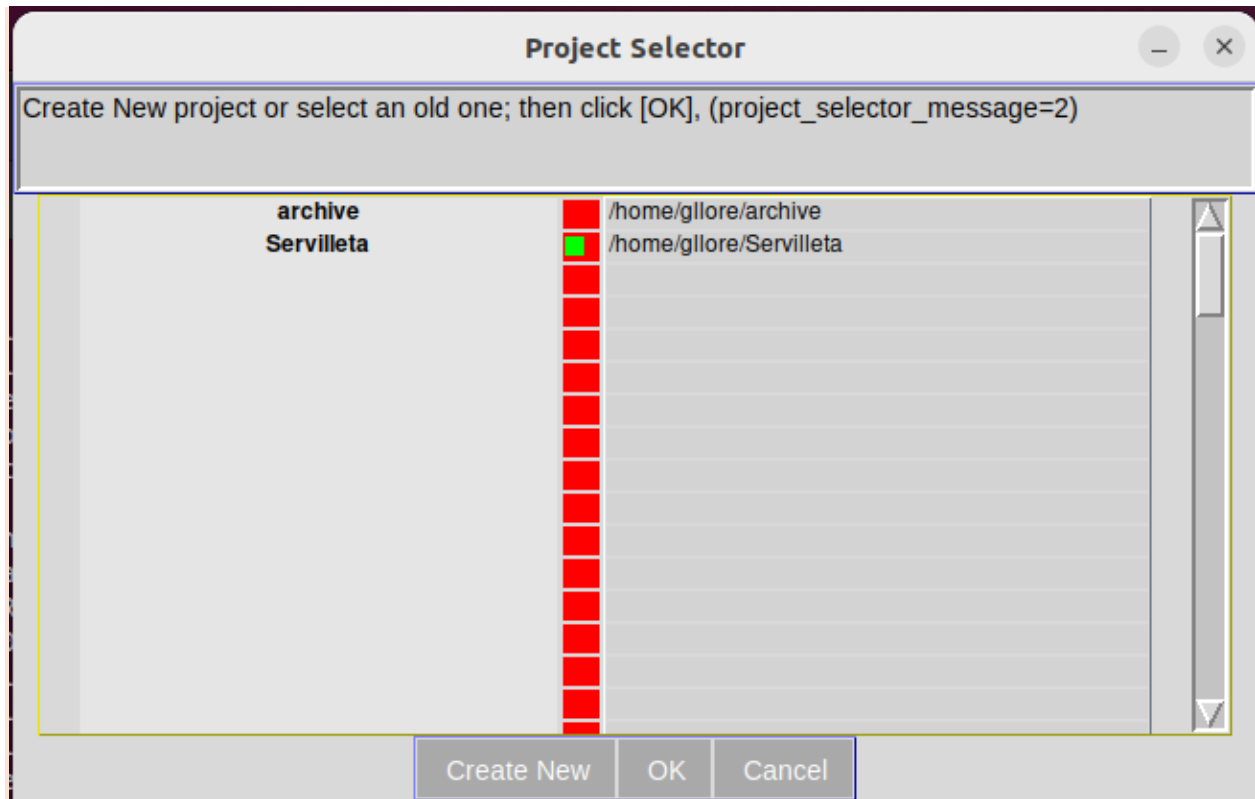 Project Selector
Create New project or select an old one; then click [OK], (project_selector_message=2)
archive /home/gllore/archive
Servilleta /home/gllore/Servilleta
Create New OK Cancel